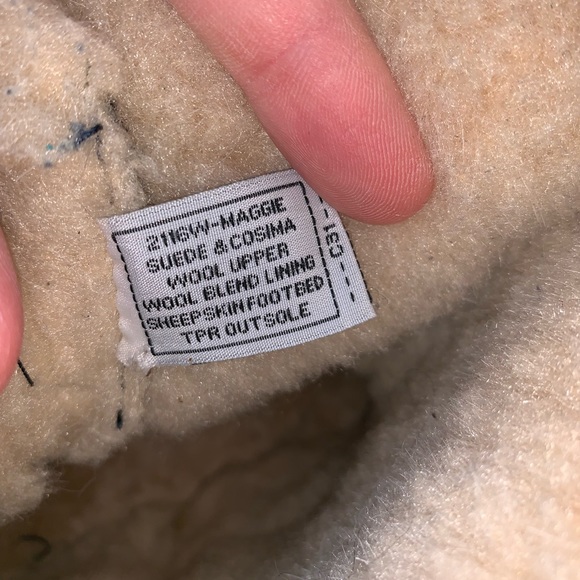 2116W-MAGGIE
SUEDE & COSIMA
WOOL UPPER
WOOL BLEND LINING
SHEEPSKIN FOOTBED
TPR OUTSOLE
C31